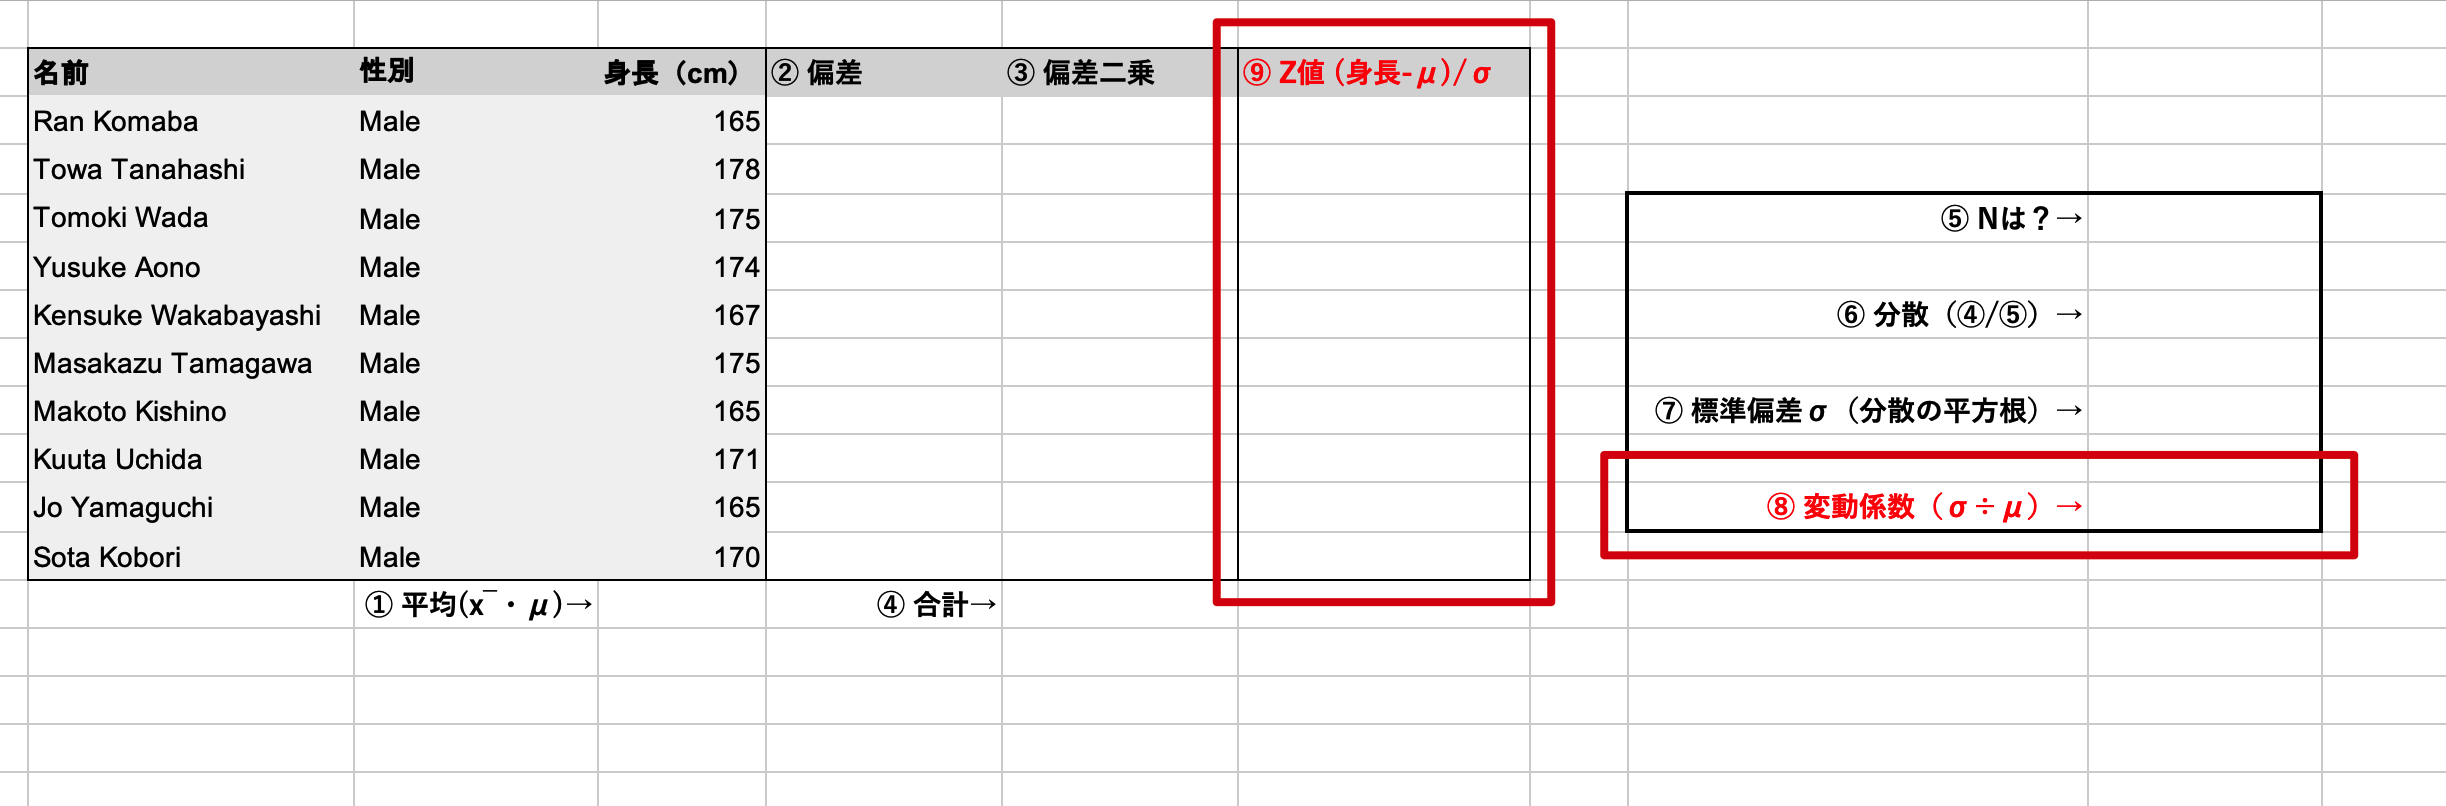 名前 性別 身長（cm） ② 偏差 ③ 偏差二乗 ⑨ Z値（身長-μ)/σ
Ran Komaba Male 165
Towa Tanahashi Male 178
Tomoki Wada Male 175
⑤ Nは？→
Yusuke Aono Male 174
Kensuke Wakabayashi Male 167
⑥ 分散（④/⑤）→
Masakazu Tamagawa Male 175
Makoto Kishino Male 165
⑦ 標準偏差σ（分散の平方根）→
Kuuta Uchida Male 171
Jo Yamaguchi Male 165
⑧ 変動係数（σ÷μ）→
Sota Kobori Male 170
① 平均(x¯・μ)→ ④ 合計→